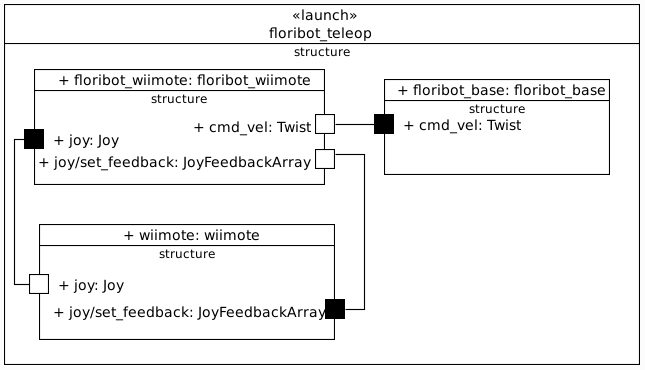 «launch»
floribot_teleop
structure
+ floribot_wiimote: floribot_wiimote
structure
+ cmd_vel: Twist
+ joy: Joy
+ joy/set_feedback: JoyFeedbackArray
+ floribot_base: floribot_base
structure
+ cmd_vel: Twist
+ wiimote: wiimote
structure
+ joy: Joy
+ joy/set_feedback: JoyFeedbackArray